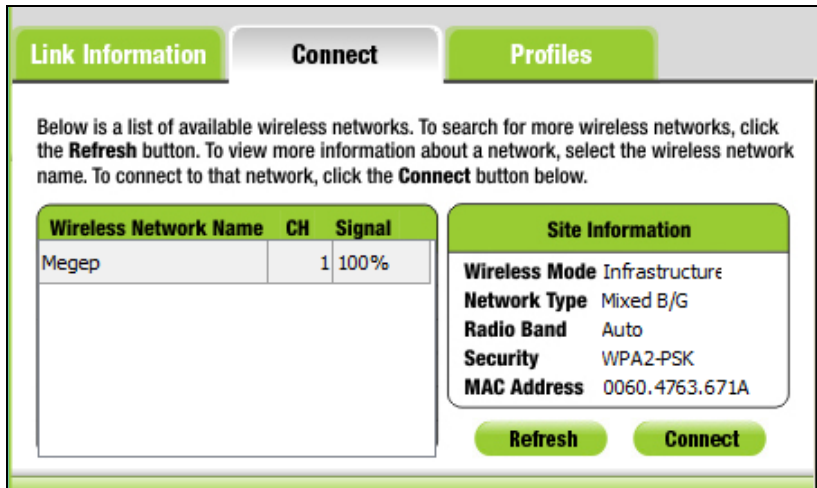 Link Information
Connect
Profiles
Below is a list of available wireless networks. To search for more wireless networks, click
the Refresh button. To view more information about a network, select the wireless network
name. To connect to that network, click the Connect button below.
Wireless Network Name CH Signal
Megep 1 100%
Site Information
Wireless Mode Infrastructure
Network Type Mixed B/G
Radio Band Auto
Security WPA2-PSK
MAC Address 0060.4763.671A
Refresh
Connect